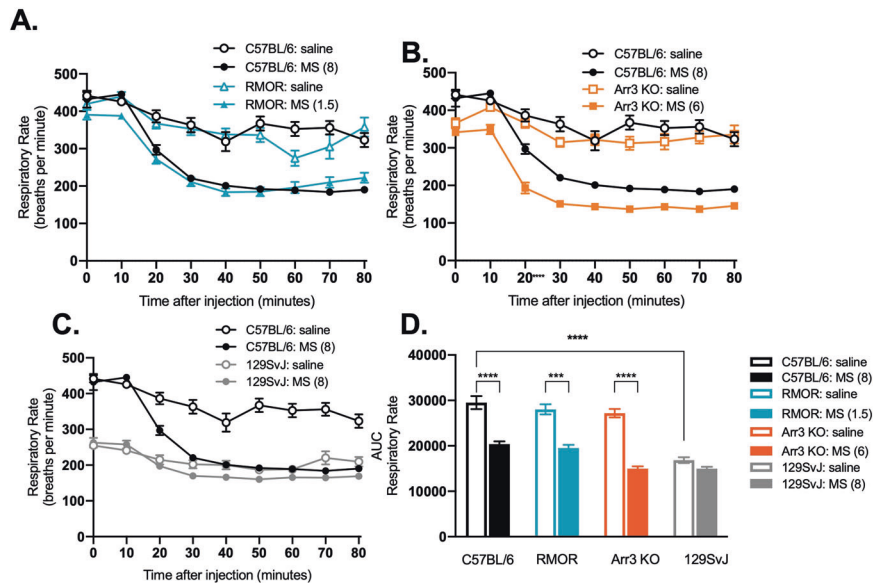 A.
C57BL/6: saline
C57BL/6: MS (8)
RMOR: saline
RMOR: MS (1.5)
500
400
300
200
100
0
Respiratory Rate
(breaths per minute)
0 10 20 30 40 50 60 70 80
Time after injection (minutes)
B.
C57BL/6: saline
C57BL/6: MS (8)
Arr3 KO: saline
Arr3 KO: MS (6)
500
400
300
200
100
0
Respiratory Rate
(breaths per minute)
0 10 20**** 30 40 50 60 70 80
Time after injection (minutes)
C.
C57BL/6: saline
C57BL/6: MS (8)
129SvJ: saline
129SvJ: MS (8)
500
400
300
200
100
0
Respiratory Rate
(breaths per minute)
0 10 20 30 40 50 60 70 80
Time after injection (minutes)
D.
****
**** *** ****
40000
30000
20000
10000
0
AUC
Respiratory Rate
C57BL/6 RMOR Arr3 KO 129SvJ
C57BL/6: saline
C57BL/6: MS (8)
RMOR: saline
RMOR: MS (1.5)
Arr3 KO: saline
Arr3 KO: MS (6)
129SvJ: saline
129SvJ: MS (8)